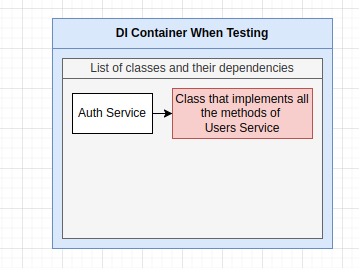 DI Container When Testing
List of classes and their dependencies
Auth Service
Class that implements all
the methods of
Users Service